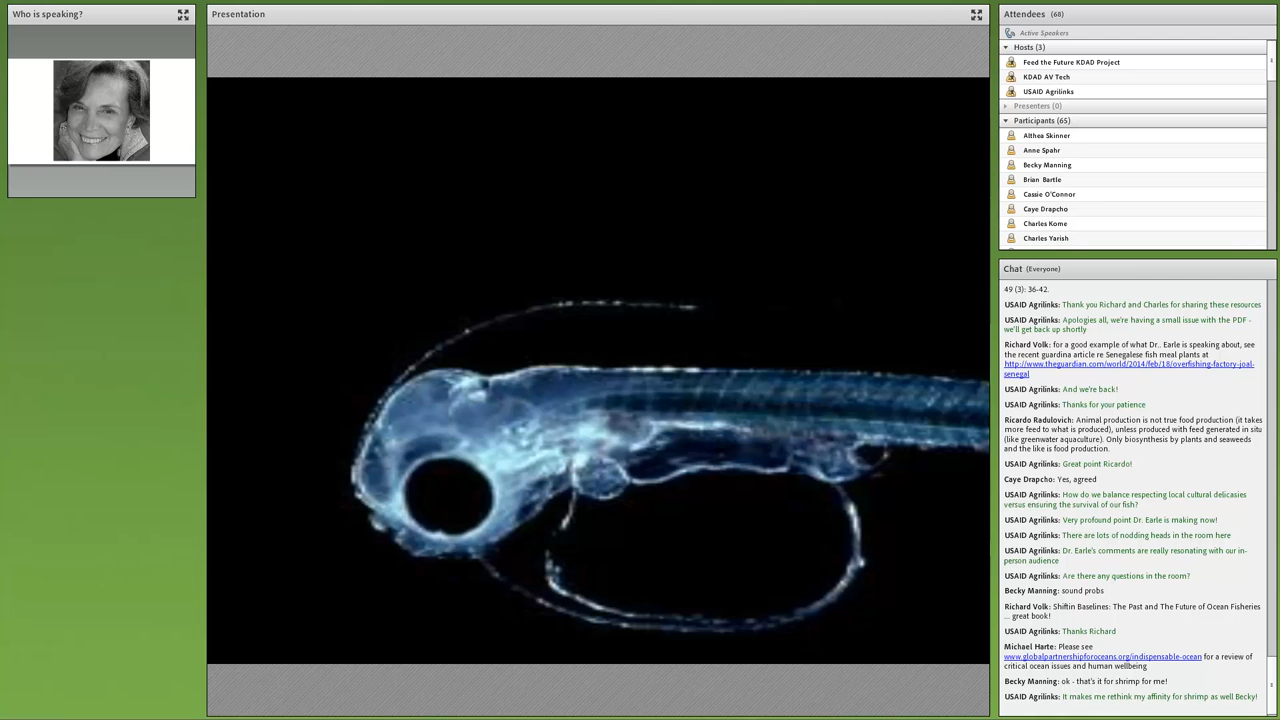 Who is speaking?
Presentation
Attendees (68)
Active Speakers
Hosts (3)
Feed the Future KDAD Project
KDAD AV Tech
USAID Agrilinks
Presenters (0)
Participants (65)
Althea Skinner
Anne Spahr
Becky Manning
Brian Bartle
Cassie O'Connor
Caye Drapcho
Charles Kome
Charles Yarish
Chat (Everyone)
49 (3): 36-42.
USAID Agrilinks: Thank you Richard and Charles for sharing these resources
USAID Agrilinks: Apologies all, we're having a small issue with the PDF -
we'll get back up shortly
Richard Volk: for a good example of what Dr.. Earle is speaking about, see
the recent guardina article re Senegalese fish meal plants at
http://www.theguardian.com/world/2014/feb/18/overfishing-factory-joal-
senegal
USAID Agrilinks: And we're back!
USAID Agrilinks: Thanks for your patience
Ricardo Radulovich: Animal production is not true food production (it takes
more feed to what is produced), unless produced with feed generated in situ
(like greenwater aquaculture). Only biosynthesis by plants and seaweeds
and the like is food production.
USAID Agrilinks: Great point Ricardo!
Caye Drapcho: Yes, agreed
USAID Agrilinks: How do we balance respecting local cultural delicasies
versus ensuring the survival of our fish?
USAID Agrilinks: Very profound point Dr. Earle is making now!
USAID Agrilinks: There are lots of nodding heads in the room here
USAID Agrilinks: Dr. Earle's comments are really resonating with our in-
person audience
USAID Agrilinks: Are there any questions in the room?
Becky Manning: sound probs
Richard Volk: Shiftin Baselines: The Past and The Future of Ocean Fisheries
... great book!
USAID Agrilinks: Thanks Richard
Michael Harte: Please see
www.globalpartnershipforoceans.org/indispensable-ocean for a review of
critical ocean issues and human wellbeing
Becky Manning: ok - that's it for shrimp for me!
USAID Agrilinks: It makes me rethink my affinity for shrimp as well Becky!